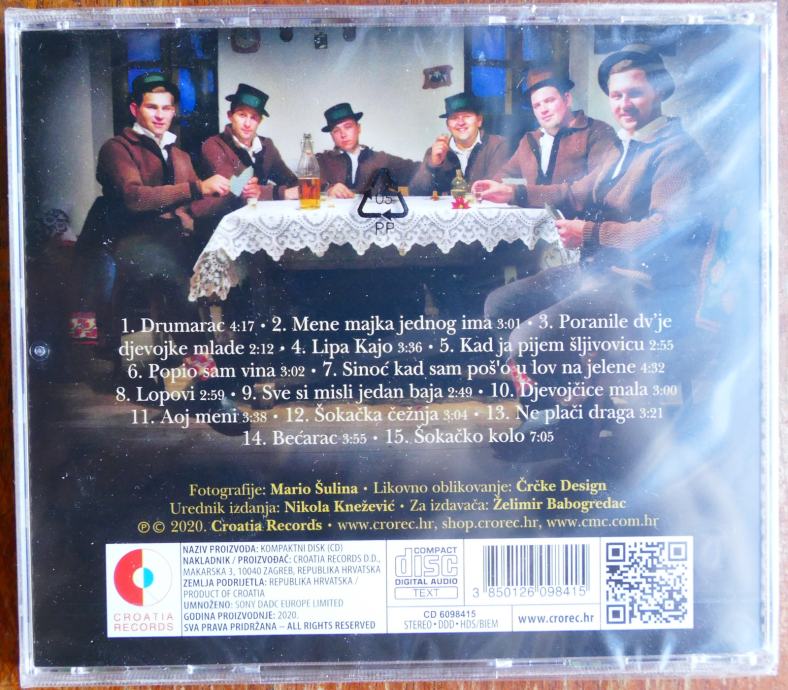 05
PP
1. Drumarac 4:17 • 2. Mene majka jednog ima 3:01 • 3. Poranile dv'je
djevojke mlade 2:12 • 4. Lipa Kajo 3:36 • 5. Kad ja pijem šljivovicu 2:55
6. Popio sam vina 3:02 • 7. Sinoć kad sam poš'o u lov na jelene 4:32
8. Lopovi 2:59 • 9. Sve si misli jedan baja 2:49 • 10. Djevojčice mala 3:00
11. Aoj meni 3:38 • 12. Šokačka čežnja 3:04 • 13. Ne plači draga 3:21
14. Bećarac 3:55 • 15. Šokačko kolo 7:05
Fotografije: Mario Šulina • Likovno oblikovanje: Črčke Design
Urednik izdanja: Nikola Knežević • Za izdavača: Želimir Babogredac
℗ © 2020. Croatia Records • www.crorec.hr, shop.crorec.hr, www.cmc.com.hr
CROATIA
RECORDS
NAZIV PROIZVODA: KOMPAKTNI DISK (CD)
NAKLADNIK / PROIZVOĐAČ: CROATIA RECORDS D.D.,
MAKARSKA 3, 10040 ZAGREB, REPUBLIKA HRVATSKA
ZEMLJA PODRIJETLA: REPUBLIKA HRVATSKA /
PRODUCT OF CROATIA
UMNOŽENO: SONY DADC EUROPE LIMITED
GODINA PROIZVODNJE: 2020.
SVA PRAVA PRIDRŽANA – ALL RIGHTS RESERVED
COMPACT
disc
DIGITAL AUDIO
TEXT
CD 6098415
STEREO • DDD • HDS/BIEM
3 850126 098415
www.crorec.hr